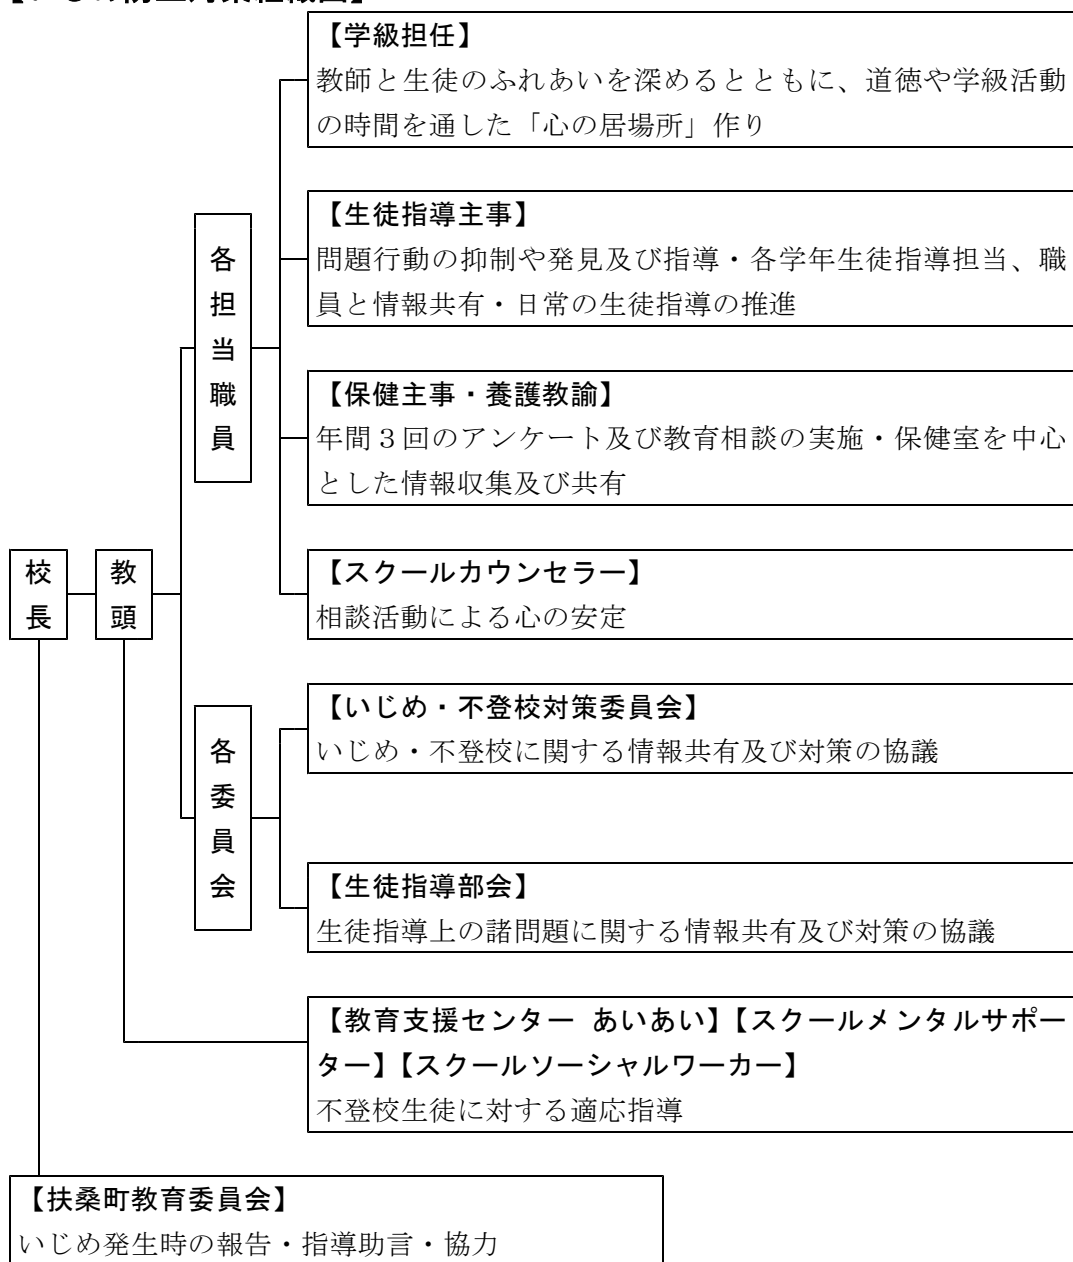 【学級担任】
教師と生徒のふれあいを深めるとともに、道徳や学級活動
の時間を通した「心の居場所」作り
【生徒指導主事】
問題行動の抑制や発見及び指導・各学年生徒指導担当、職
員と情報共有・日常の生徒指導の推進
各担当職員
【保健主事・養護教諭】
年間３回のアンケート及び教育相談の実施・保健室を中心
とした情報収集及び共有
校長
教頭
【スクールカウンセラー】
相談活動による心の安定
【いじめ・不登校対策委員会】
いじめ・不登校に関する情報共有及び対策の協議
各委員会
【生徒指導部会】
生徒指導上の諸問題に関する情報共有及び対策の協議
【教育支援センター あいあい】【スクールメンタルサポー
ター】【スクールソーシャルワーカー】
不登校生徒に対する適応指導
【扶桑町教育委員会】
いじめ発生時の報告・指導助言・協力